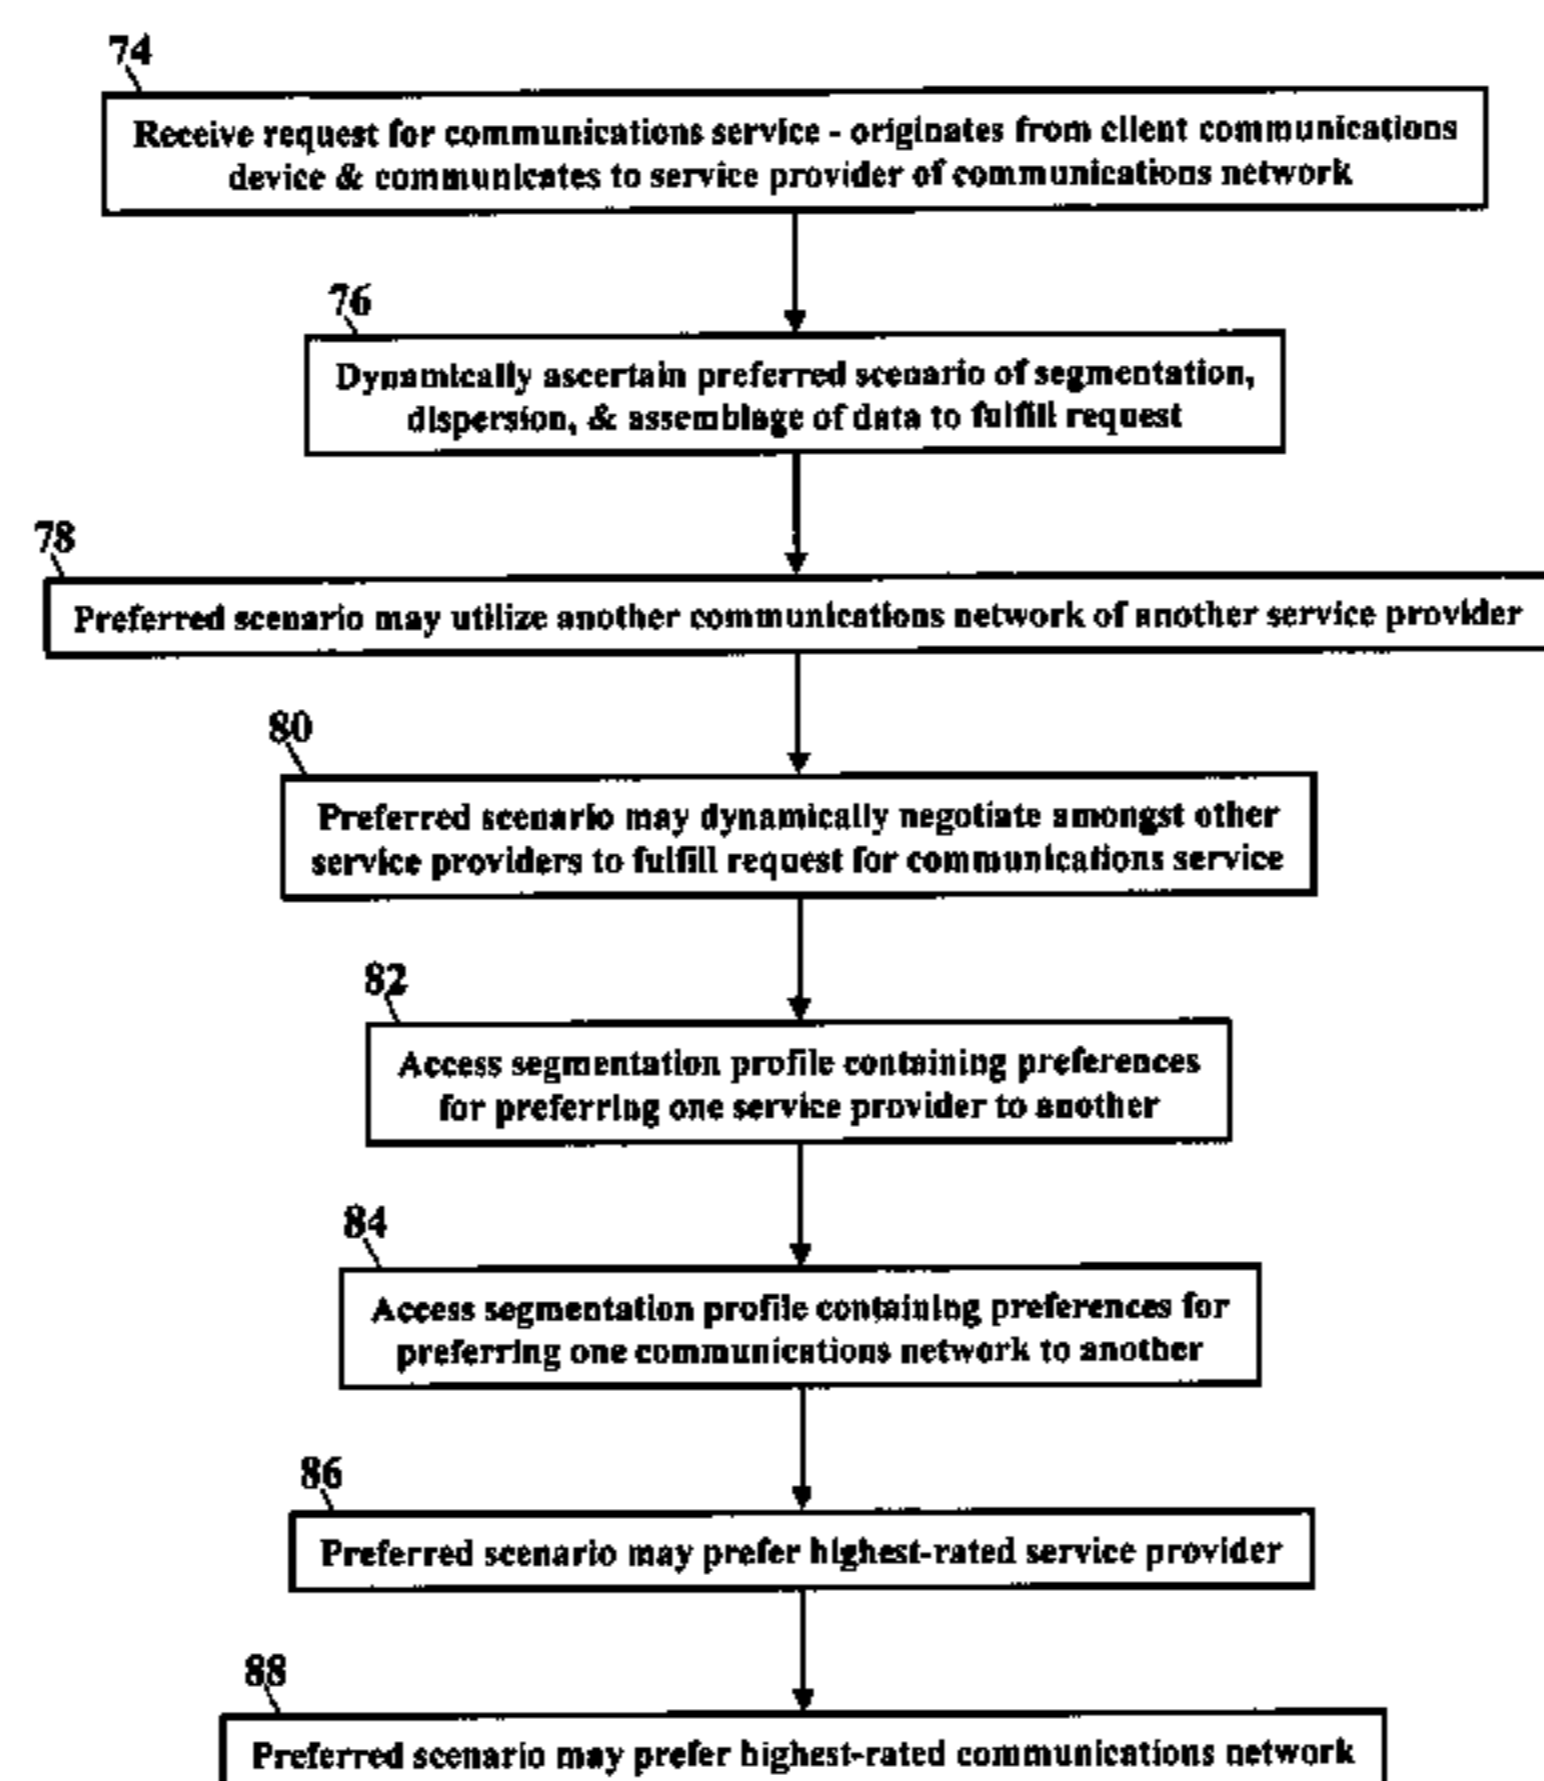 74
Receive request for communications service - originates from client communications
device & communicates to service provider of communications network
76
Dynamically ascertain preferred scenario of segmentation,
dispersion, & assemblage of data to fulfill request
78
Preferred scenario may utilize another communications network of another service provider
80
Preferred scenario may dynamically negotiate amongst other
service providers to fulfill request for communications service
82
Access segmentation profile containing preferences
for preferring one service provider to another
84
Access segmentation profile containing preferences for
preferring one communications network to another
86
Preferred scenario may prefer highest-rated service provider
88
Preferred scenario may prefer highest-rated communications network